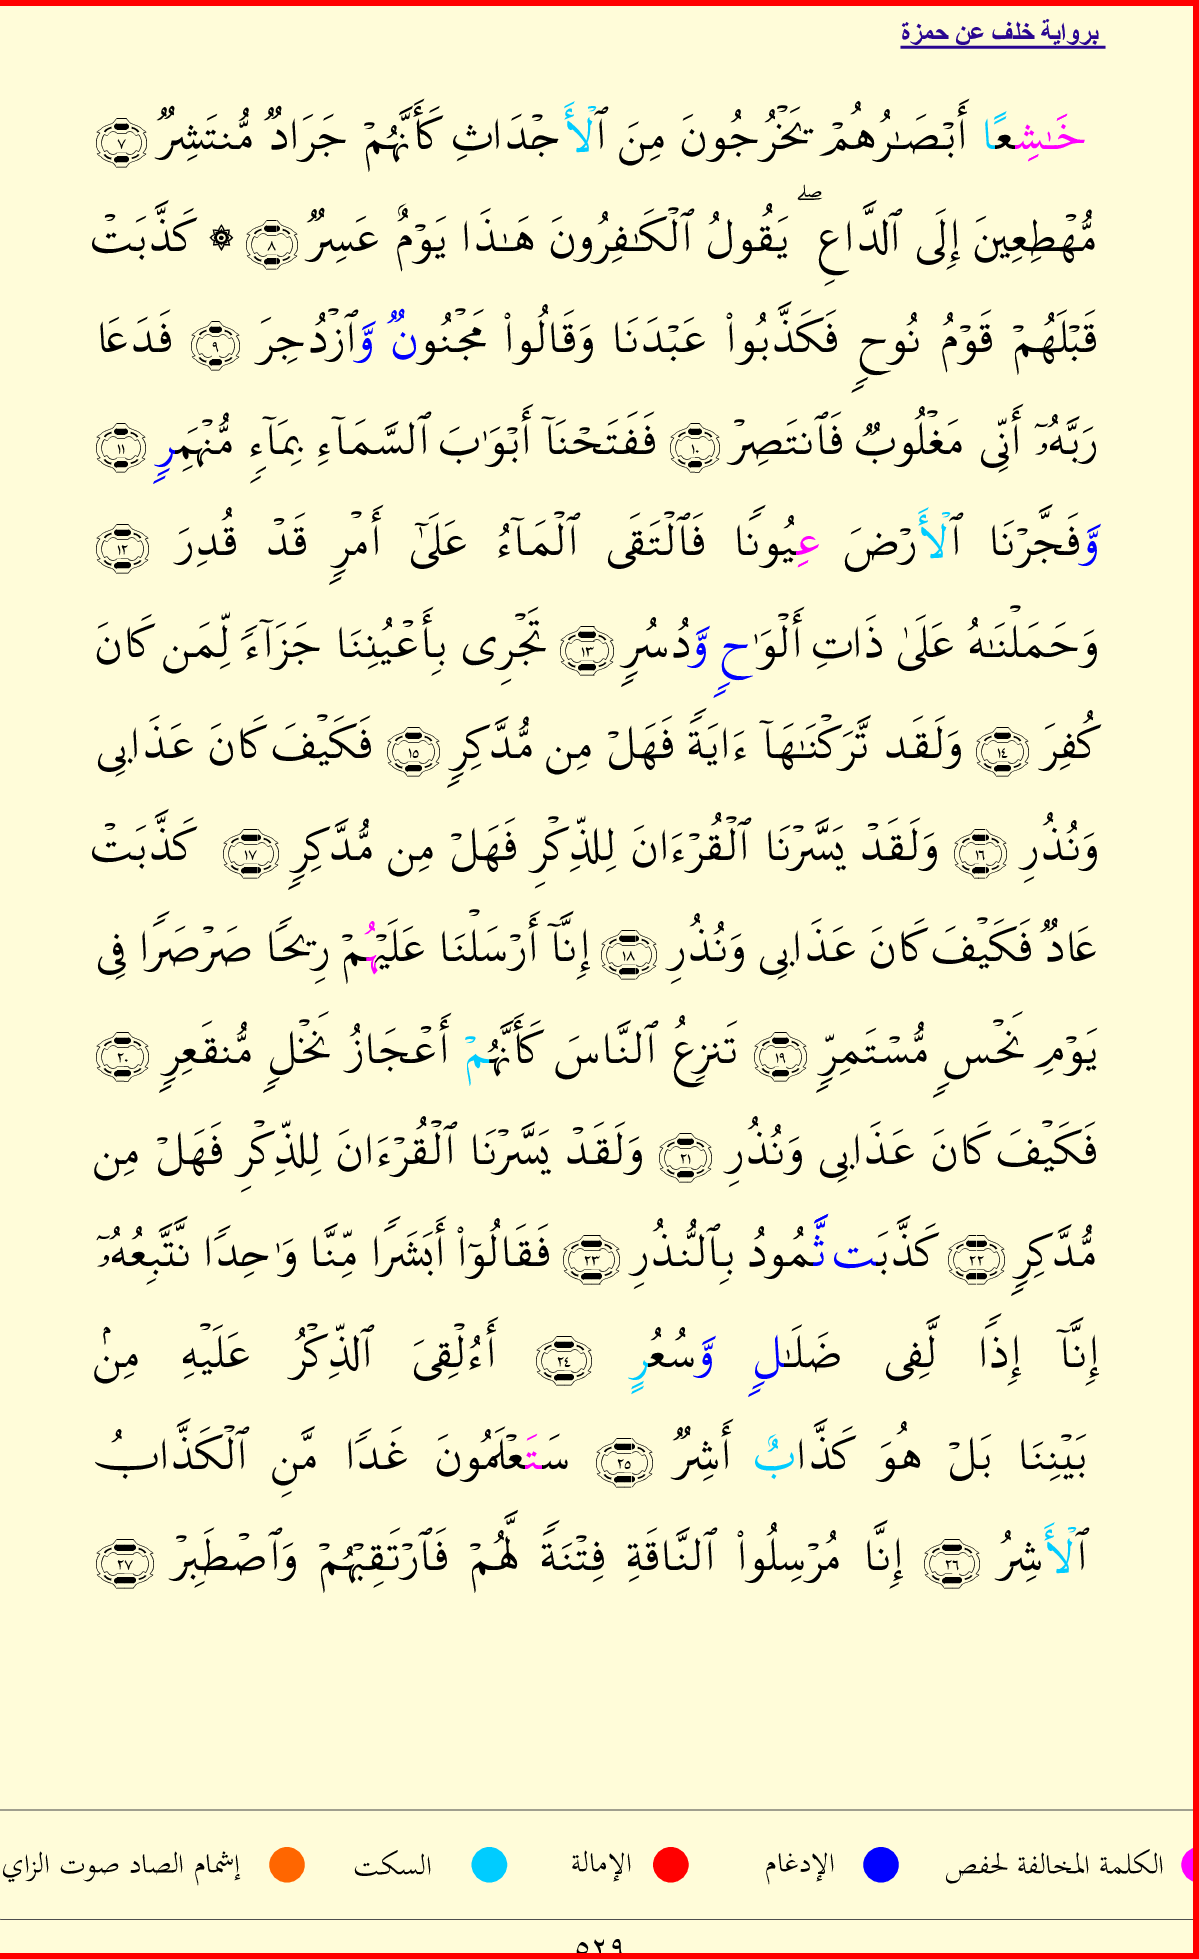 برواية خلف عن حمزة
خَٰشِعًا أَبْصَٰرُهُمْ يَخْرُجُونَ مِنَ ٱلْأَجْدَاثِ كَأَنَّهُمْ جَرَادٌ مُّنتَشِرٌ ٧
مُّهْطِعِينَ إِلَى ٱلدَّاعِ ۖ يَقُولُ ٱلْكَٰفِرُونَ هَٰذَا يَوْمٌ عَسِرٌ ٨ ۞ كَذَّبَتْ
قَبْلَهُمْ قَوْمُ نُوحٍ فَكَذَّبُوا۟ عَبْدَنَا وَقَالُوا۟ مَجْنُونٌ وَّٱزْدُجِرَ ٩ فَدَعَا
رَبَّهُۥٓ أَنِّى مَغْلُوبٌ فَٱنتَصِرْ ١٠ فَفَتَحْنَآ أَبْوَٰبَ ٱلسَّمَآءِ بِمَآءٍ مُّنْهَمِرٍ ١١
وَّفَجَّرْنَا ٱلْأَرْضَ عِيُونًا فَٱلْتَقَى ٱلْمَآءُ عَلَىٰٓ أَمْرٍ قَدْ قُدِرَ ١٢
وَحَمَلْنَٰهُ عَلَىٰ ذَاتِ أَلْوَٰحٍ وَّدُسُرٍ ١٣ تَجْرِى بِأَعْيُنِنَا جَزَآءً لِّمَن كَانَ
كُفِرَ ١٤ وَلَقَد تَّرَكْنَٰهَآ ءَايَةً فَهَلْ مِن مُّدَّكِرٍ ١٥ فَكَيْفَ كَانَ عَذَابِى
وَنُذُرِ ١٦ وَلَقَدْ يَسَّرْنَا ٱلْقُرْءَانَ لِلذِّكْرِ فَهَلْ مِن مُّدَّكِرٍ ١٧ كَذَّبَتْ
عَادٌ فَكَيْفَ كَانَ عَذَابِى وَنُذُرِ ١٨ إِنَّآ أَرْسَلْنَا عَلَيْهُمْ رِيحًا صَرْصَرًا فِى
يَوْمِ نَحْسٍ مُّسْتَمِرٍّ ١٩ تَنزِعُ ٱلنَّاسَ كَأَنَّهُمْ أَعْجَازُ نَخْلٍ مُّنقَعِرٍ ٢٠
فَكَيْفَ كَانَ عَذَابِى وَنُذُرِ ٢١ وَلَقَدْ يَسَّرْنَا ٱلْقُرْءَانَ لِلذِّكْرِ فَهَلْ مِن
مُّدَّكِرٍ ٢٢ كَذَّبَت ثَّمُودُ بِٱلنُّذُرِ ٢٣ فَقَالُوٓا۟ أَبَشَرًا مِّنَّا وَٰحِدًا نَّتَّبِعُهُۥٓ
إِنَّآ إِذًا لَّفِى ضَلَٰلٍ وَّسُعُرٍ ٢٤ أَءُلْقِىَ ٱلذِّكْرُ عَلَيْهِ مِنۢ
بَيْنِنَا بَلْ هُوَ كَذَّابٌ أَشِرٌ ٢٥ سَتَعْلَمُونَ غَدًا مَّنِ ٱلْكَذَّابُ
ٱلْأَشِرُ ٢٦ إِنَّا مُرْسِلُوا۟ ٱلنَّاقَةِ فِتْنَةً لَّهُمْ فَٱرْتَقِبْهُمْ وَٱصْطَبِرْ ٢٧
الكلمة المخالفة لحفص الإدغام الإمالة السكت إشمام الصاد صوت الزاي
٥٢٩